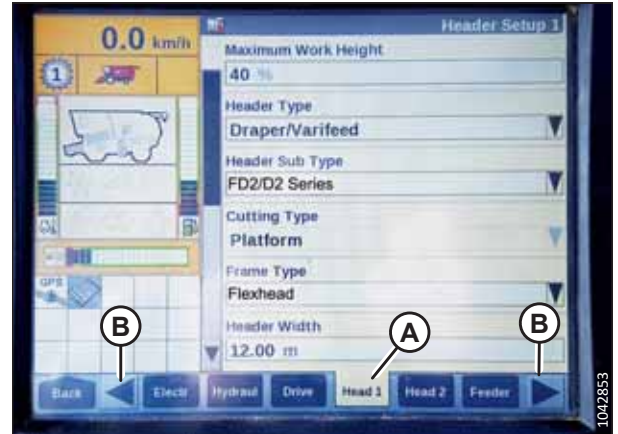 0.0 km/h
Header Setup 1
1
Maximum Work Height
40 %
Header Type
Draper/Varifeed
Header Sub Type
FD2/D2 Series
Cutting Type
Platform
Frame Type
Flexhead
Header Width
12.00 m
GPS
B
A
B
Back
Electr
Hydraul
Drive
Head 1
Head 2
Feeder
1042853